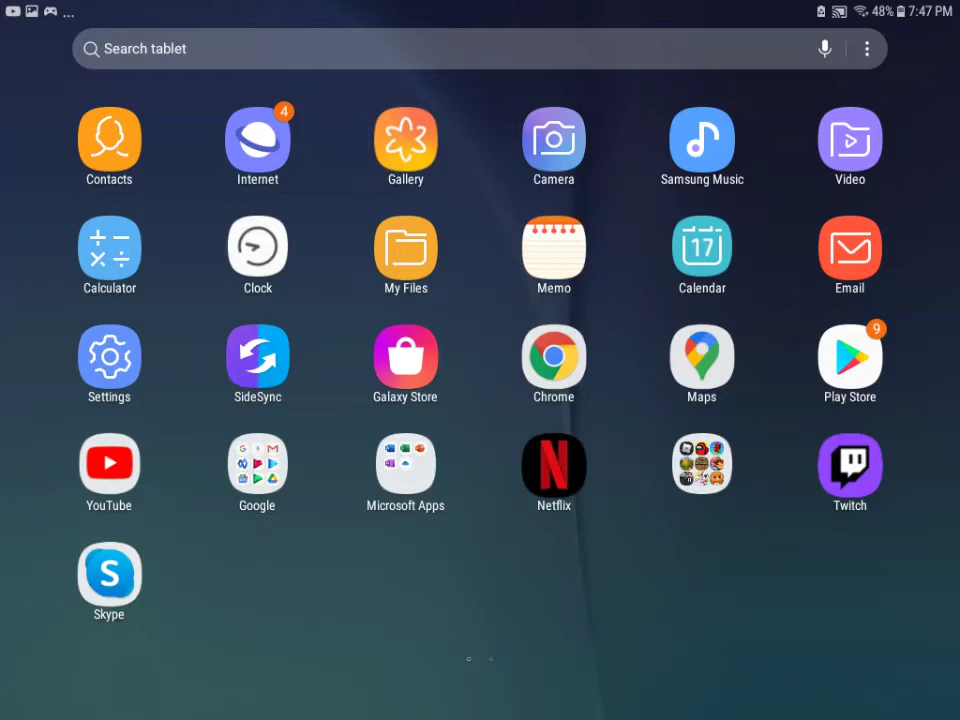 ... 48% 7:47 PM
Search tablet
4
Contacts Internet Gallery Camera Samsung Music Video
17
Calculator Clock My Files Memo Calendar Email
9
Settings SideSync Galaxy Store Chrome Maps Play Store
N
YouTube Google Microsoft Apps Netflix Twitch
S
Skype